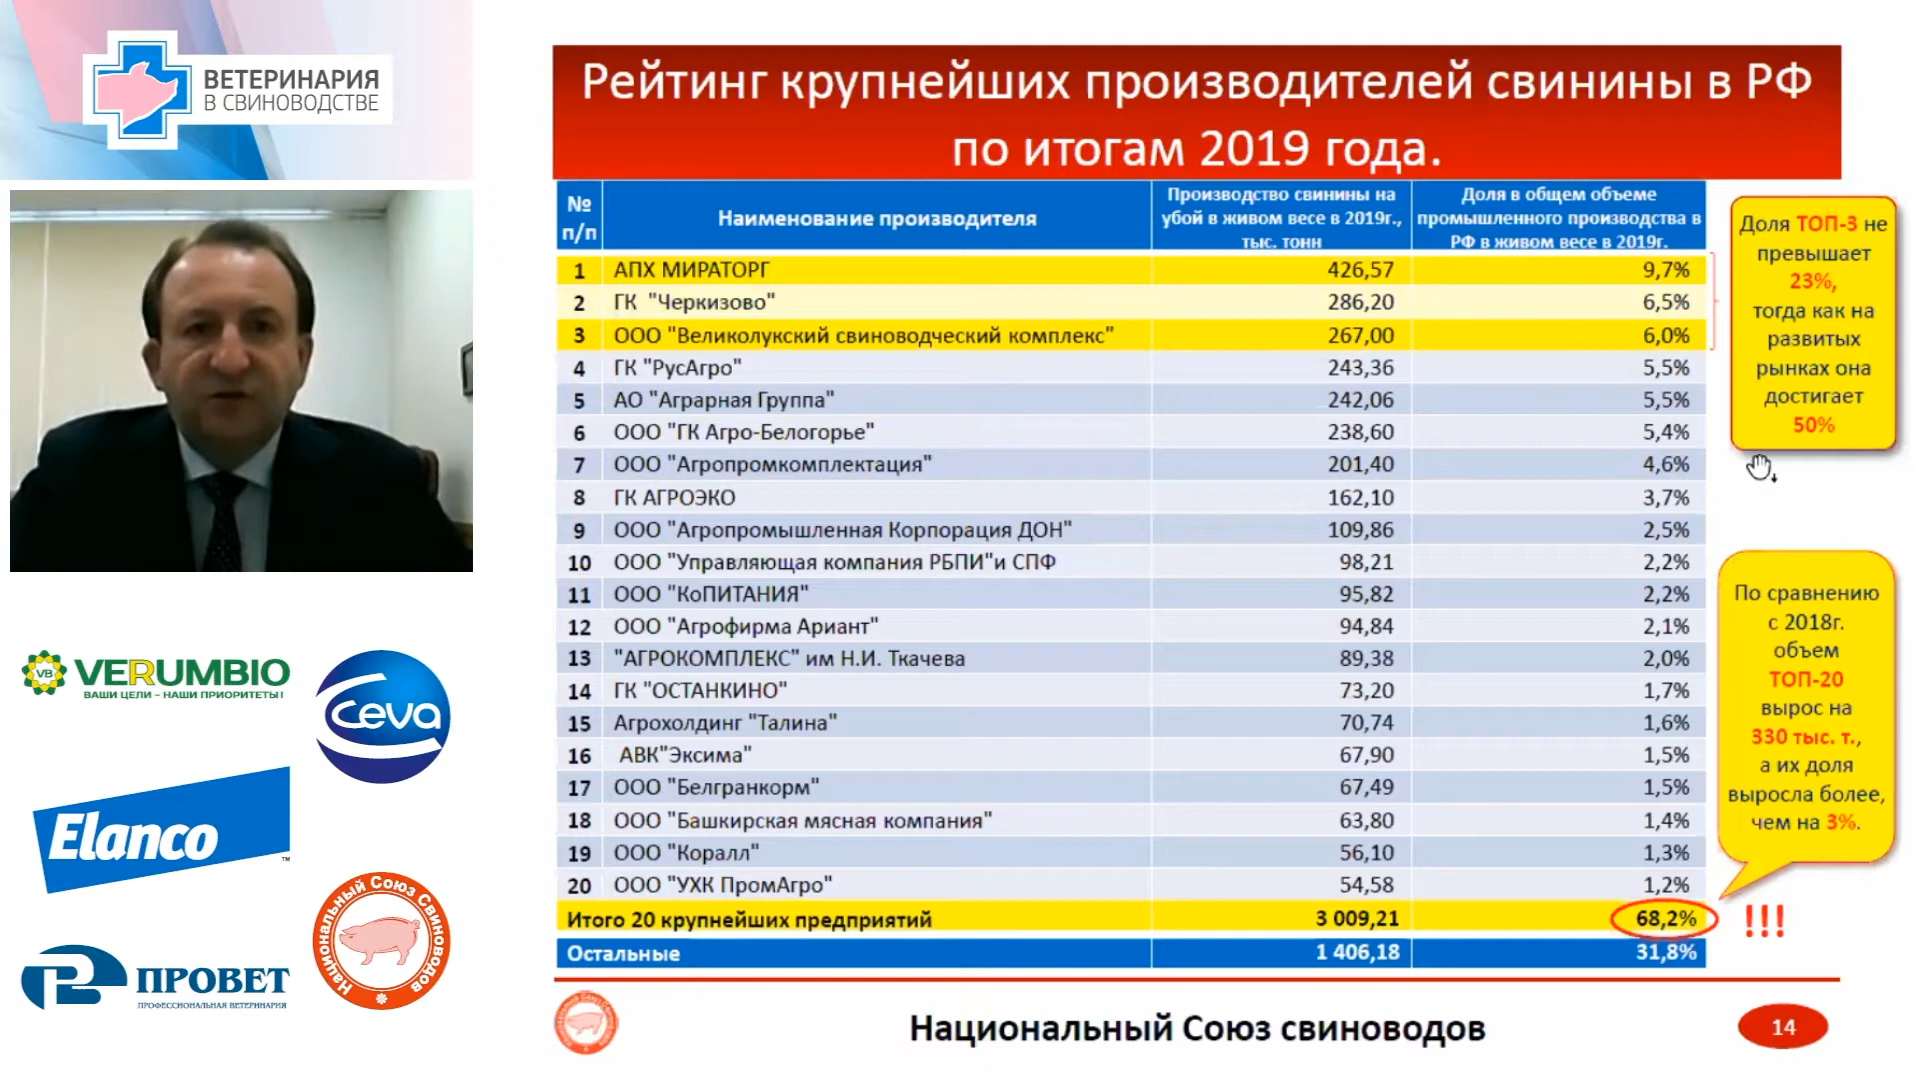 ВЕТЕРИНАРИЯ
В СВИНОВОДСТВЕ
Рейтинг крупнейших производителей свинины в РФ
по итогам 2019 года.
№ п/п	Наименование производителя	Производство свинины на убой в живом весе в 2019г., тыс. тонн	Доля в общем объеме промышленного производства в РФ в живом весе в 2019г.
1	АПХ МИРАТОРГ	426,57	9,7%
2	ГК "Черкизово"	286,20	6,5%
3	ООО "Великолукский свиноводческий комплекс"	267,00	6,0%
4	ГК "РусАгро"	243,36	5,5%
5	АО "Аграрная Группа"	242,06	5,5%
6	ООО "ГК Агро-Белогорье"	238,60	5,4%
7	ООО "Агропромкомплектация"	201,40	4,6%
8	ГК АГРОЭКО	162,10	3,7%
9	ООО "Агропромышленная Корпорация ДОН"	109,86	2,5%
10	ООО "Управляющая компания РБПИ"и СПФ	98,21	2,2%
11	ООО "КоПИТАНИЯ"	95,82	2,2%
12	ООО "Агрофирма Ариант"	94,84	2,1%
13	"АГРОКОМПЛЕКС" им Н.И. Ткачева	89,38	2,0%
14	ГК "ОСТАНКИНО"	73,20	1,7%
15	Агрохолдинг "Талина"	70,74	1,6%
16	АВК"Эксима"	67,90	1,5%
17	ООО "Белгранкорм"	67,49	1,5%
18	ООО "Башкирская мясная компания"	63,80	1,4%
19	ООО "Коралл"	56,10	1,3%
20	ООО "УХК ПромАгро"	54,58	1,2%
Итого 20 крупнейших предприятий	3 009,21	68,2%
Остальные	1 406,18	31,8%
Доля ТОП-3 не
превышает
23%,
тогда как на
развитых
рынках она
достигает
50%
По сравнению
с 2018г.
объем
ТОП-20
вырос на
330 тыс. т.,
а их доля
выросла более,
чем на 3%.
!!!
VB VERUMBIO
ВАШИ ЦЕЛИ – НАШИ ПРИОРИТЕТЫ!
Ceva
Elanco™
Национальный Союз Свиноводов
ПРОВЕТ
ПРОФЕССИОНАЛЬНАЯ ВЕТЕРИНАРИЯ
Национальный Союз свиноводов
14